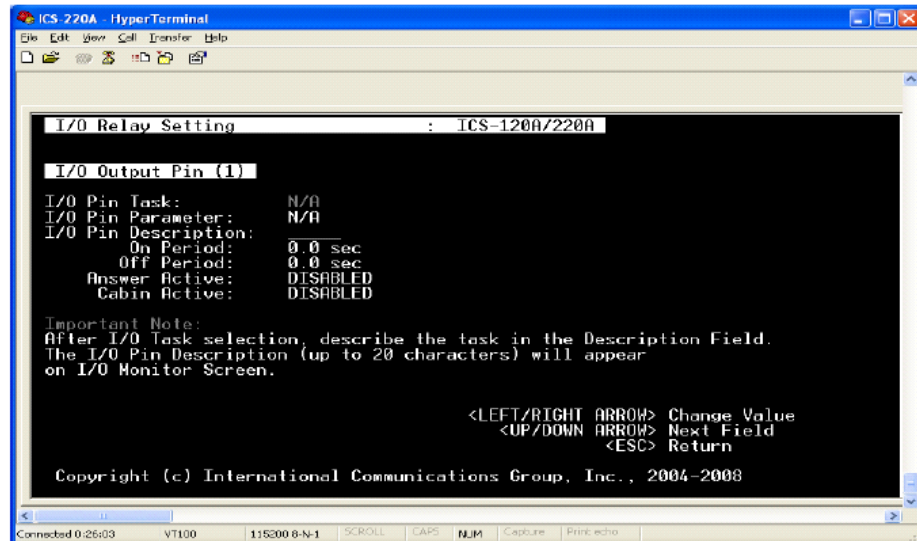 ICS-220A - HyperTerminal
File Edit View Call Transfer Help
I/O Relay Setting : ICS-120A/220A
I/O Output Pin (1)
I/O Pin Task: N/A
I/O Pin Parameter: N/A
I/O Pin Description: ______
On Period: 0.0 sec
Off Period: 0.0 sec
Answer Active: DISABLED
Cabin Active: DISABLED
Important Note:
After I/O Task selection, describe the task in the Description Field.
The I/O Pin Description (up to 20 characters) will appear
on I/O Monitor Screen.
<LEFT/RIGHT ARROW> Change Value
<UP/DOWN ARROW> Next Field
<ESC> Return
Copyright (c) International Communications Group, Inc., 2004-2008
Connected 0:26:03 VT100 115200 8-N-1 SCROLL CAPS NUM Capture Print echo